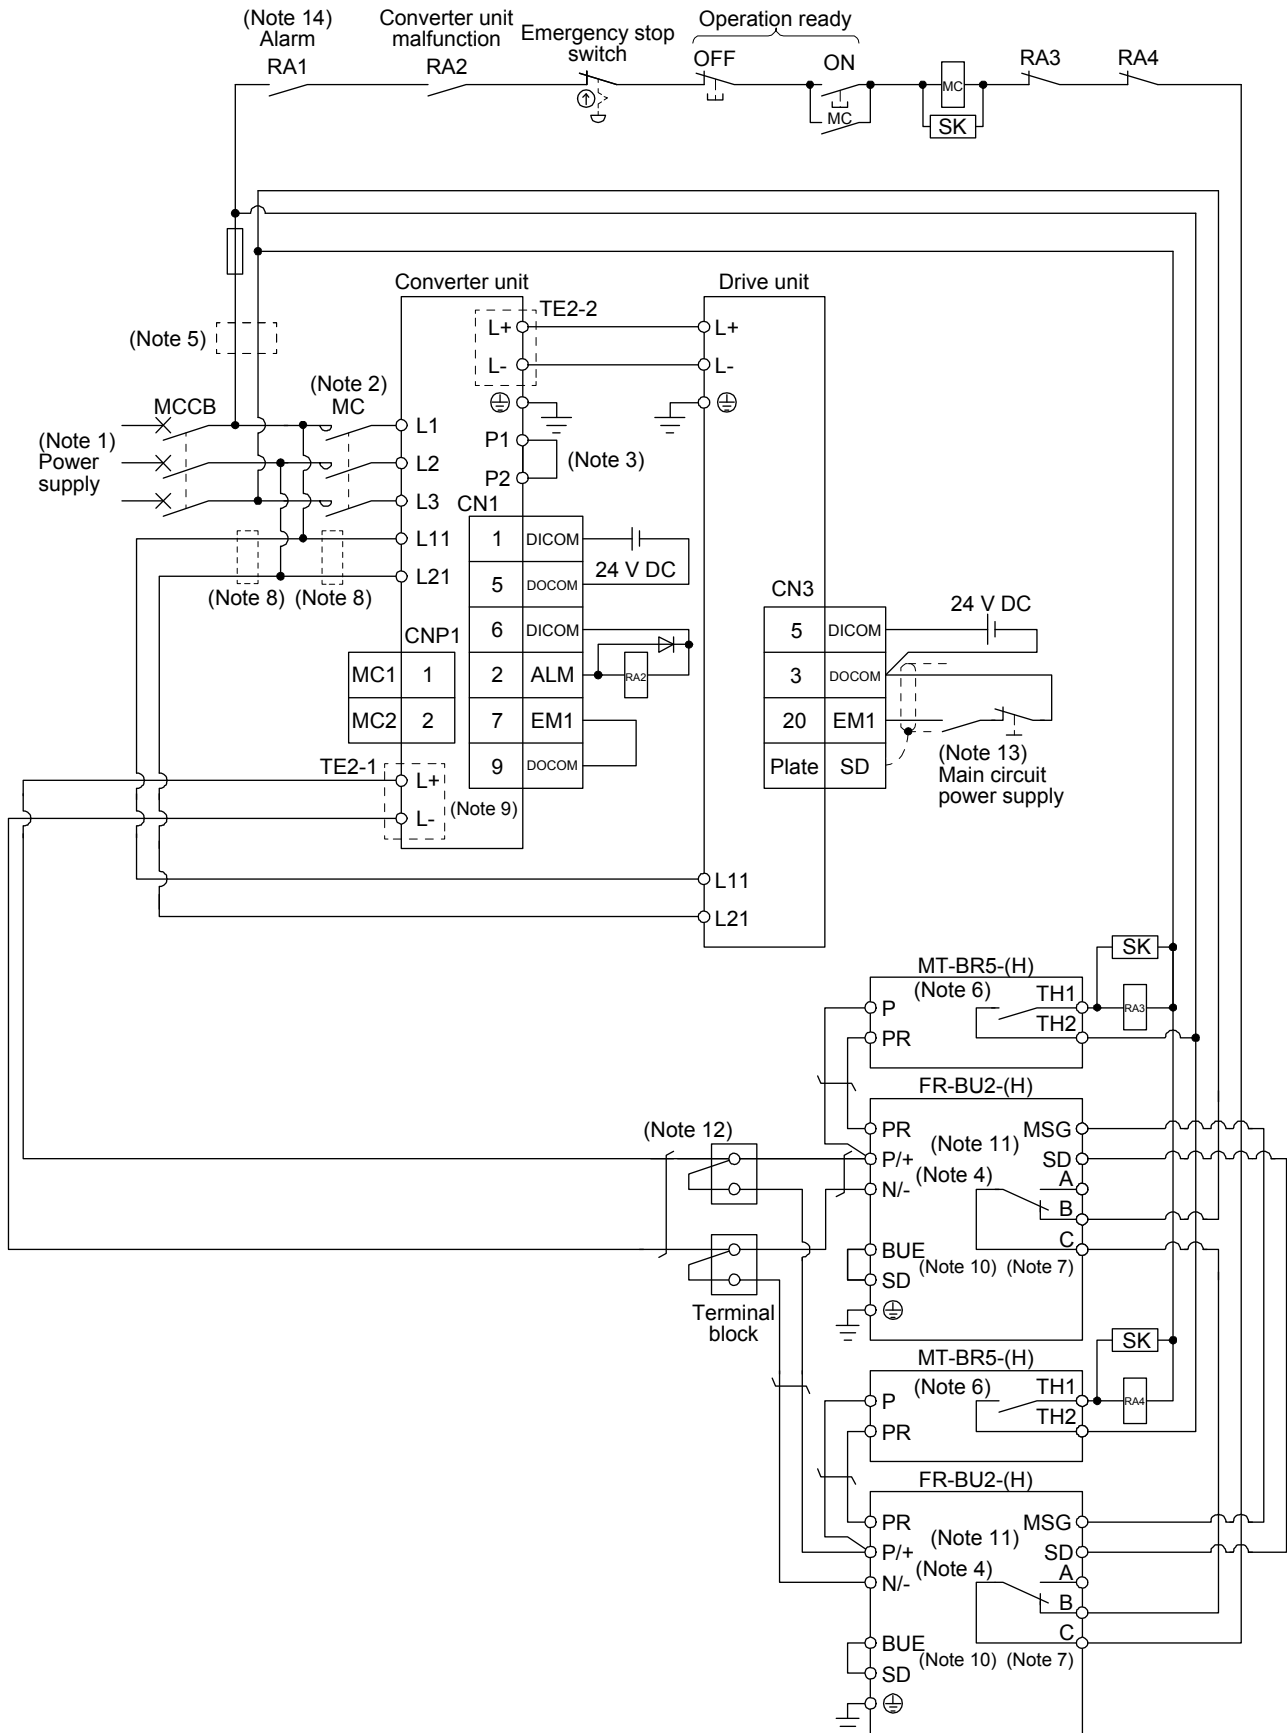 (Note 14)
Alarm
RA1
Converter unit
malfunction
RA2
Emergency stop
switch
Operation ready
OFF
ON
MC
MC
SK
RA3
RA4
Converter unit
Drive unit
TE2-2
L+
L+
(Note 5)
L-
L-
(Note 2)
MCCB
MC
L1
(Note 1)
Power
supply
P1
L2
(Note 3)
P2
L3
CN1
L11
1
DICOM
24 V DC
L21
5
DOCOM
(Note 8)
(Note 8)
CN3
24 V DC
CNP1
6
DICOM
5
DICOM
MC1
1
2
ALM
RA2
3
DOCOM
MC2
2
7
EM1
20
EM1
(Note 13)
Main circuit
power supply
TE2-1
9
DOCOM
Plate
SD
L+
(Note 9)
L-
L11
L21
SK
MT-BR5-(H)
(Note 6)
TH1
P
RA3
TH2
PR
FR-BU2-(H)
(Note 12)
PR
MSG
(Note 11)
P/+
SD
(Note 4)
A
N/-
B
C
BUE
(Note 10)
(Note 7)
SD
Terminal
block
SK
MT-BR5-(H)
(Note 6)
TH1
P
RA4
TH2
PR
FR-BU2-(H)
PR
MSG
(Note 11)
P/+
SD
(Note 4)
A
N/-
B
C
BUE
(Note 10)
(Note 7)
SD